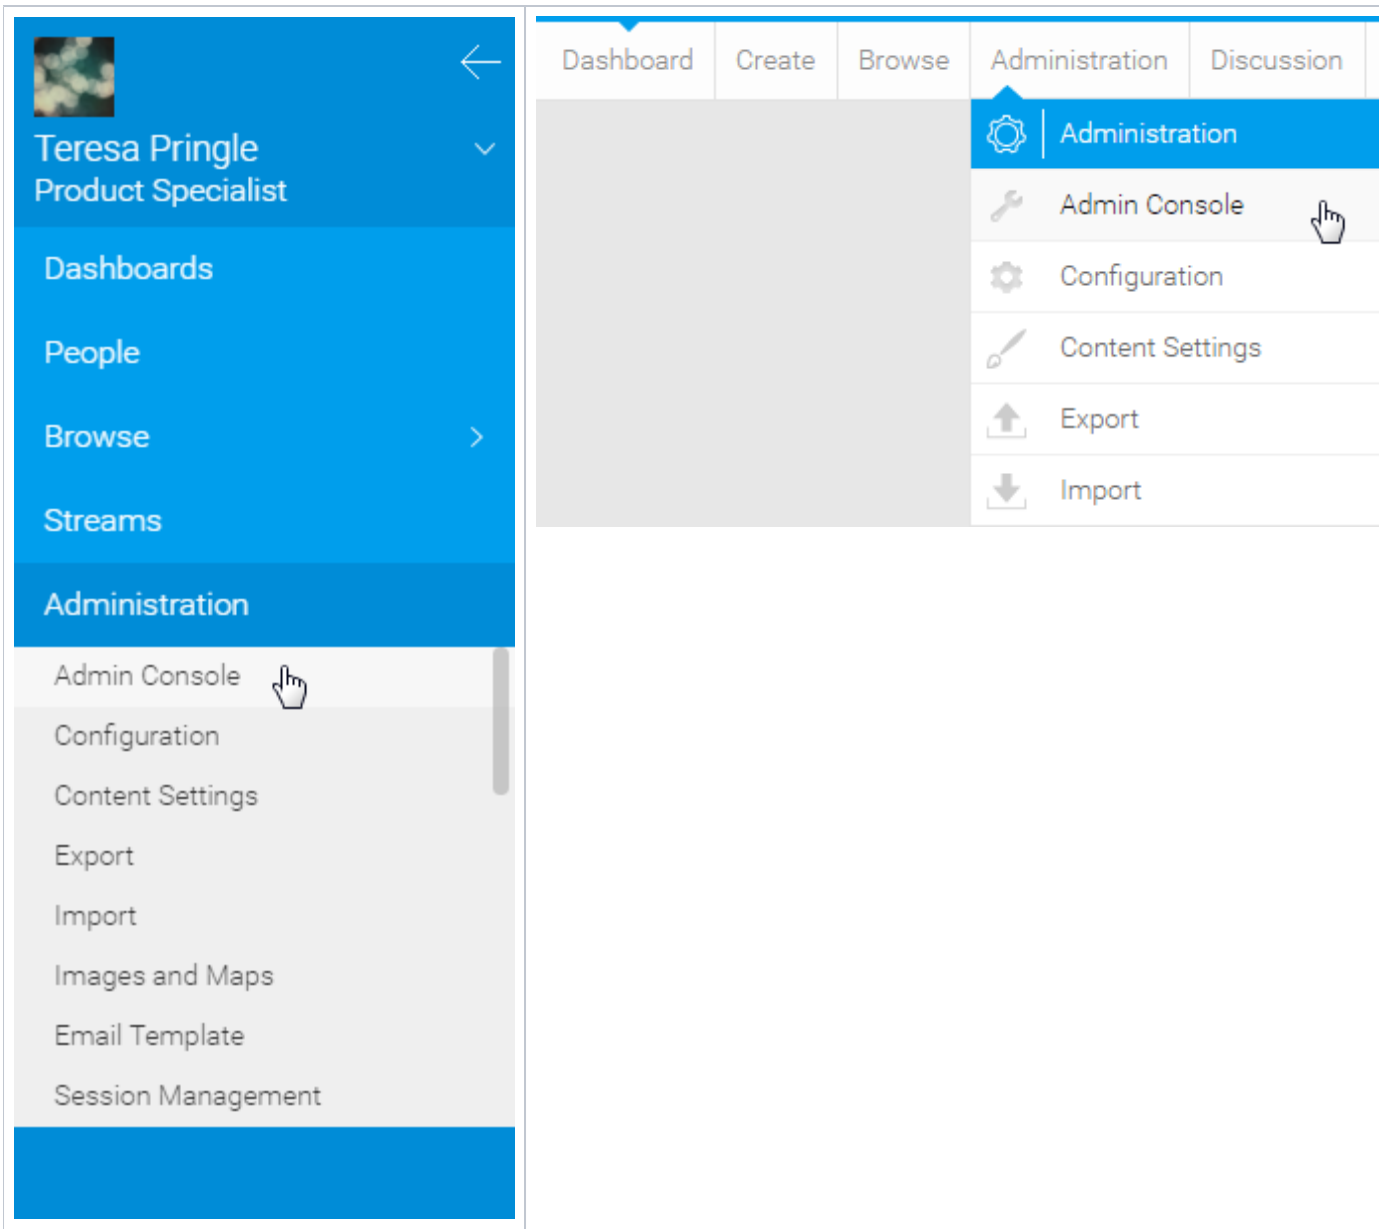 Teresa Pringle
Product Specialist
Dashboards
People
Browse
Streams
Administration
Admin Console
Configuration
Content Settings
Export
Import
Images and Maps
Email Template
Session Management
Dashboard Create Browse Administration Discussion
Administration
Admin Console
Configuration
Content Settings
Export
Import